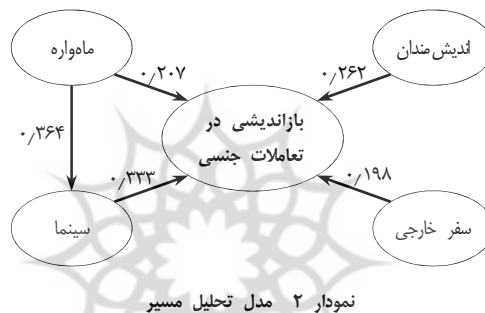 ماهواره
اندیش‌مندان
۰٫۲۰۷
۰٫۲۶۲
بازاندیشی در
تعاملات جنسی
۰٫۳۶۴
۰٫۳۳۳
۰٫۱۹۸
سینما
سفر خارجی
نمودار ۲ مدل تحلیل مسیر